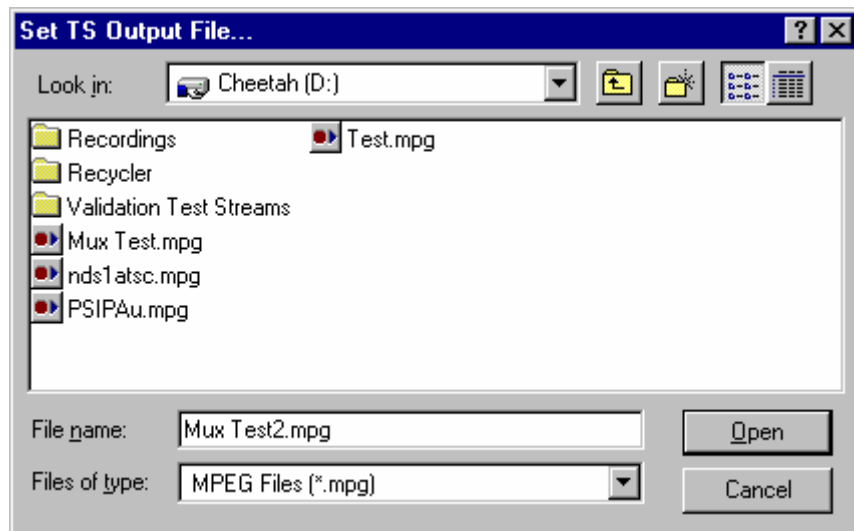 Set TS Output File...
Look in: Cheetah (D:)
Recordings
Recycler
Validation Test Streams
Mux Test.mpg
nds1atsc.mpg
PSIPAu.mpg
Test.mpg
File name: Mux Test2.mpg Open
Files of type: MPEG Files (*.mpg) Cancel